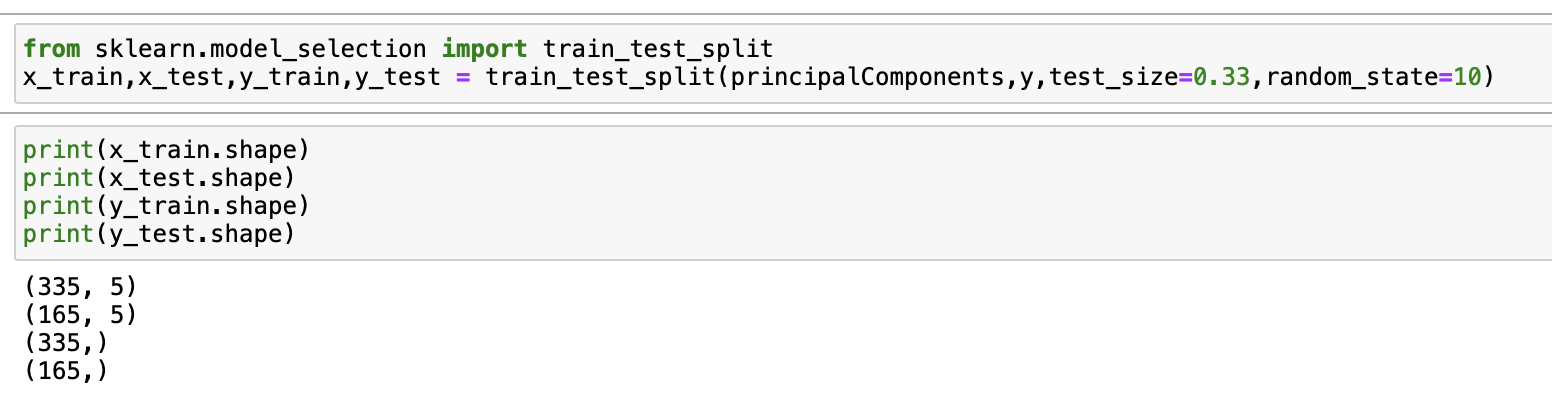 from sklearn.model_selection import train_test_split
x_train,x_test,y_train,y_test = train_test_split(principalComponents,y,test_size=0.33,random_state=10)
print(x_train.shape)
print(x_test.shape)
print(y_train.shape)
print(y_test.shape)
(335, 5)
(165, 5)
(335,)
(165,)